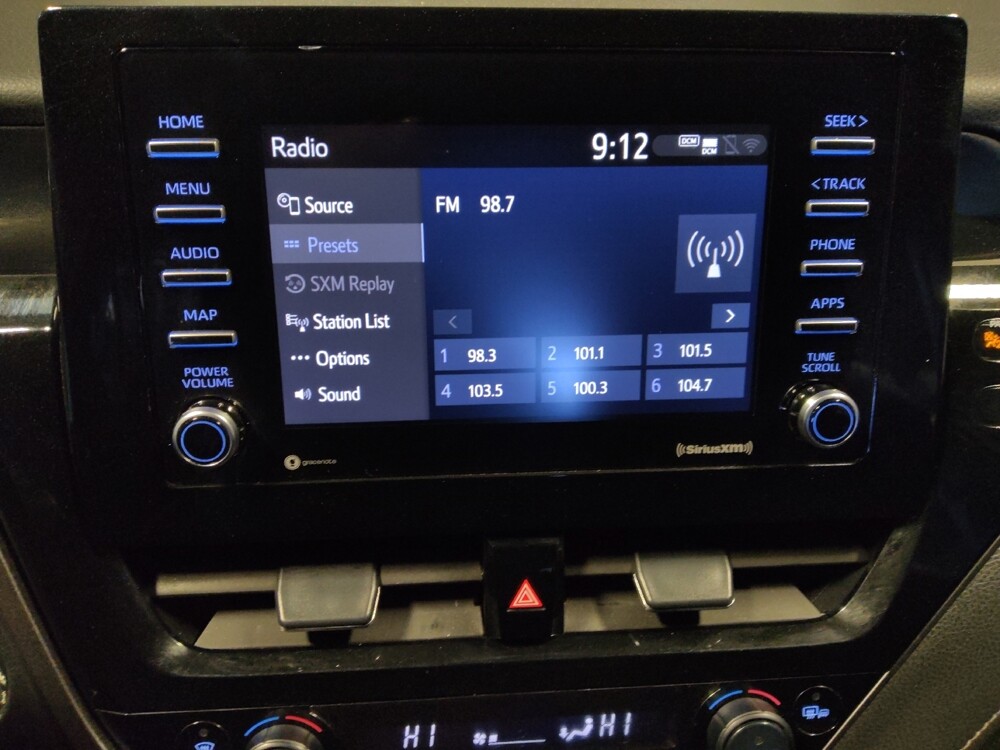 HOME
MENU
AUDIO
MAP
POWER
VOLUME
Radio
9:12
DCM
DCM
Source
Presets
SXM Replay
Station List
Options
Sound
FM 98.7
<
>
1 98.3
2 101.1
3 101.5
4 103.5
5 100.3
6 104.7
SEEK >
< TRACK
PHONE
APPS
TUNE
SCROLL
gracenote
SiriusXM
HI
HI